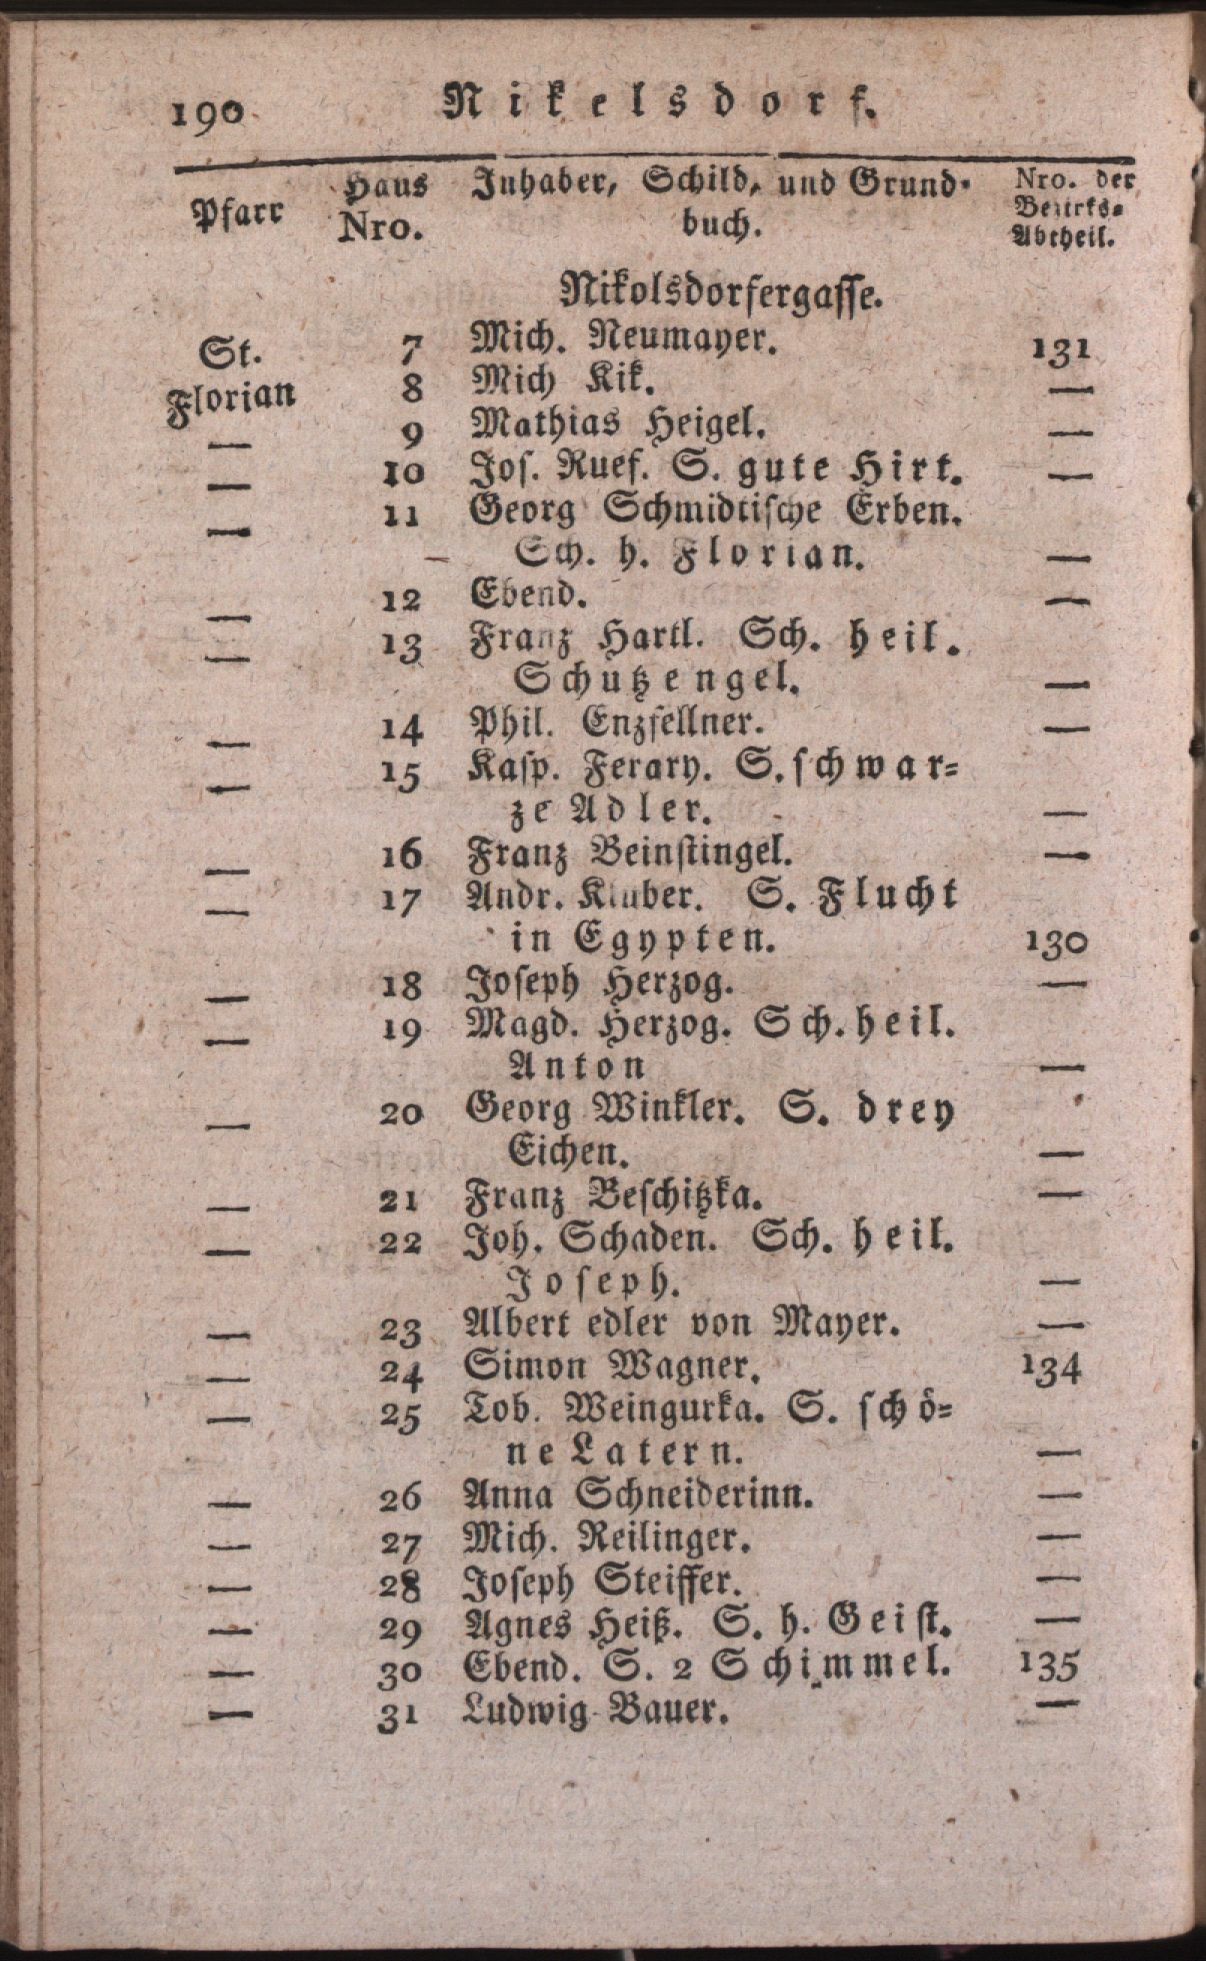 190 Nikelsdorf.
Pfarr Haus Nro. Inhaber, Schild, und Grund-buch. Nro. der Bezirks-Abtheil.
Nikolsdorfergasse.
St. 7 Mich. Neumayer. 131
Florian 8 Mich Kik. —
— 9 Mathias Heigel. —
— 10 Jos. Ruef. S. gute Hirt. —
— 11 Georg Schmidtische Erben.
Sch. h. Florian. —
— 12 Ebend. —
— 13 Franz Hartl. Sch. heil.
Schutzengel. —
— 14 Phil. Enzfellner. —
— 15 Kasp. Ferary. S. schwar-
ze Adler. —
— 16 Franz Beinstingel. —
— 17 Andr. S. Flucht
in Egypten. 130
— 18 Joseph Herzog. —
— 19 Magd. Herzog. Sch. heil.
Anton —
— 20 Georg Winkler. S. drey
Eichen. —
— 21 Franz Beschitzka. —
— 22 Joh. Schaden. Sch. heil.
Joseph. —
— 23 Albert edler von Mayer. —
— 24 Simon Wagner. 134
— 25 Tob. Weingurka. S. schö-
ne Latern. —
— 26 Anna Schneiderinn. —
— 27 Mich. Reilinger. —
— 28 Joseph Steiffer. —
— 29 Agnes Heiß. S. h. Geist. —
— 30 Ebend. S. 2 Schimmel. 135
— 31 Ludwig Bauer. —